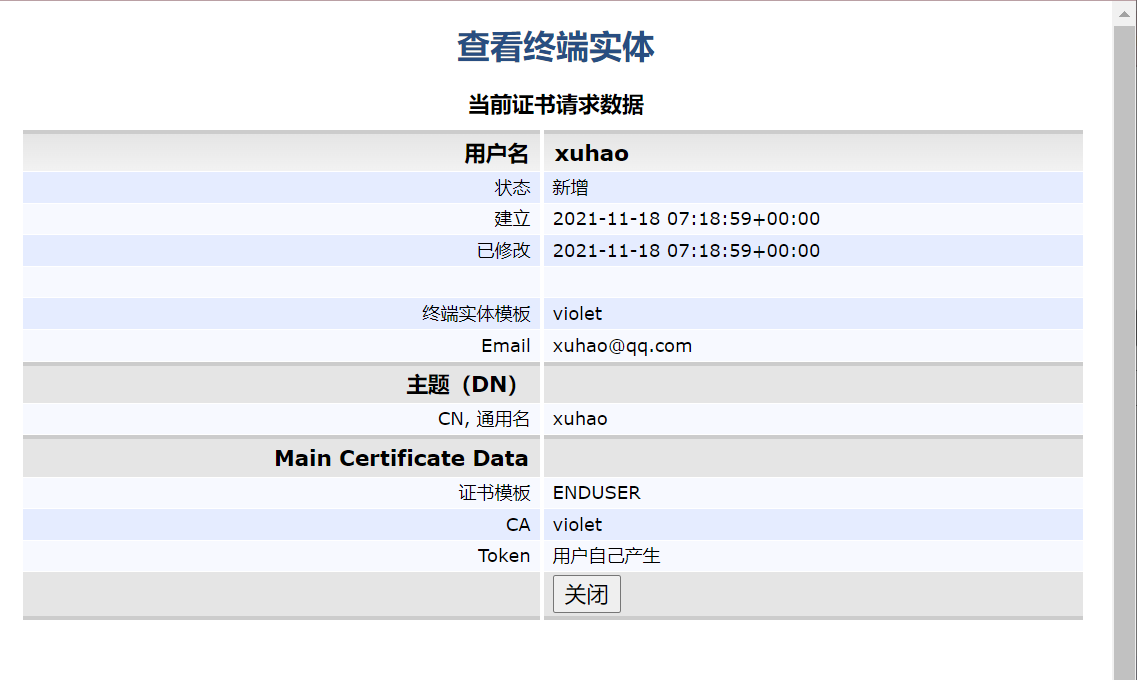 查看终端实体
当前证书请求数据
用户名 xuhao
状态 新增
建立 2021-11-18 07:18:59+00:00
已修改 2021-11-18 07:18:59+00:00
终端实体模板 violet
Email xuhao@qq.com
主题（DN）
CN, 通用名 xuhao
Main Certificate Data
证书模板 ENDUSER
CA violet
Token 用户自己产生
关闭